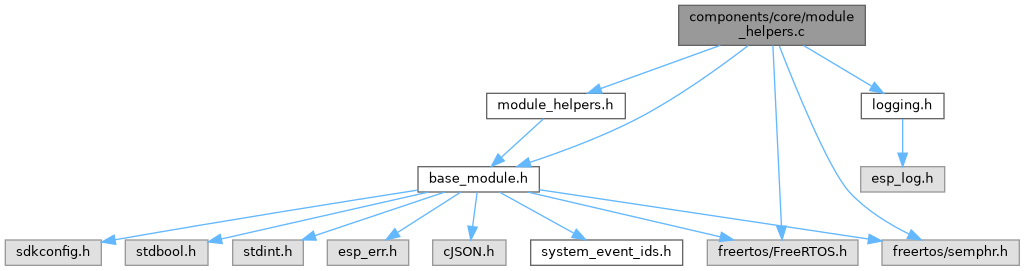 components/core/module
_helpers.c
module_helpers.h
logging.h
base_module.h
esp_log.h
sdkconfig.h
stdbool.h
stdint.h
esp_err.h
cJSON.h
system_event_ids.h
freertos/FreeRTOS.h
freertos/semphr.h